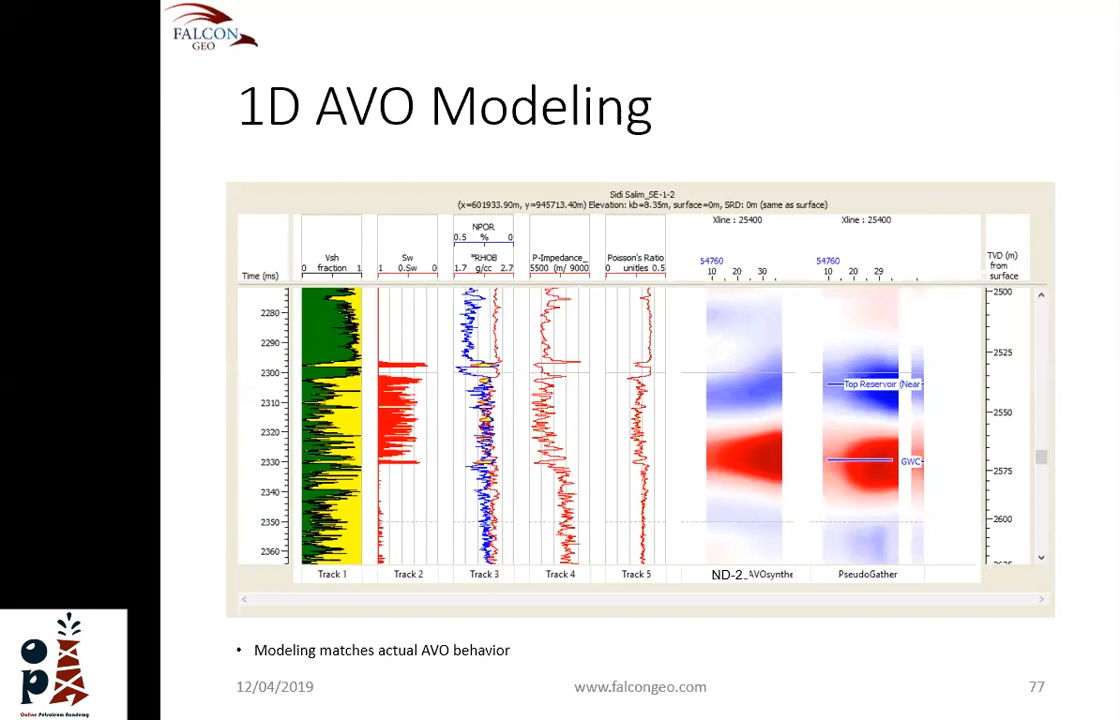 FALCON
GEO
1D AVO Modeling
Sidi Salim_SE-1-2
(x=601933.90m, y=945713.40m) Elevation: kb=8.35m, surface=0m, SRD: 0m (same as surface)
Xline : 25400 Xline : 25400
NPOR
0.5 % 0
Vsh Sw *RHOB P-Impedance_ Poisson's Ratio
0 fraction 1 1 0.Sw 0 1.7 g/cc 2.7 5500 (m/ 9000 0 unitles 0.5
54760 54760
10 20 30 10 20 29
Time (ms)
TVD (m)
from
surface
2280
2290
2300
2310
2320
2330
2340
2350
2360
Top Reservoir (Near
GWC
2500
2525
2550
2575
2600
Track 1 Track 2 Track 3 Track 4 Track 5 ND-2_AVOsynthe PseudoGather
• Modeling matches actual AVO behavior
12/04/2019 www.falcongeo.com 77
OPA
Online Petroleum Academy